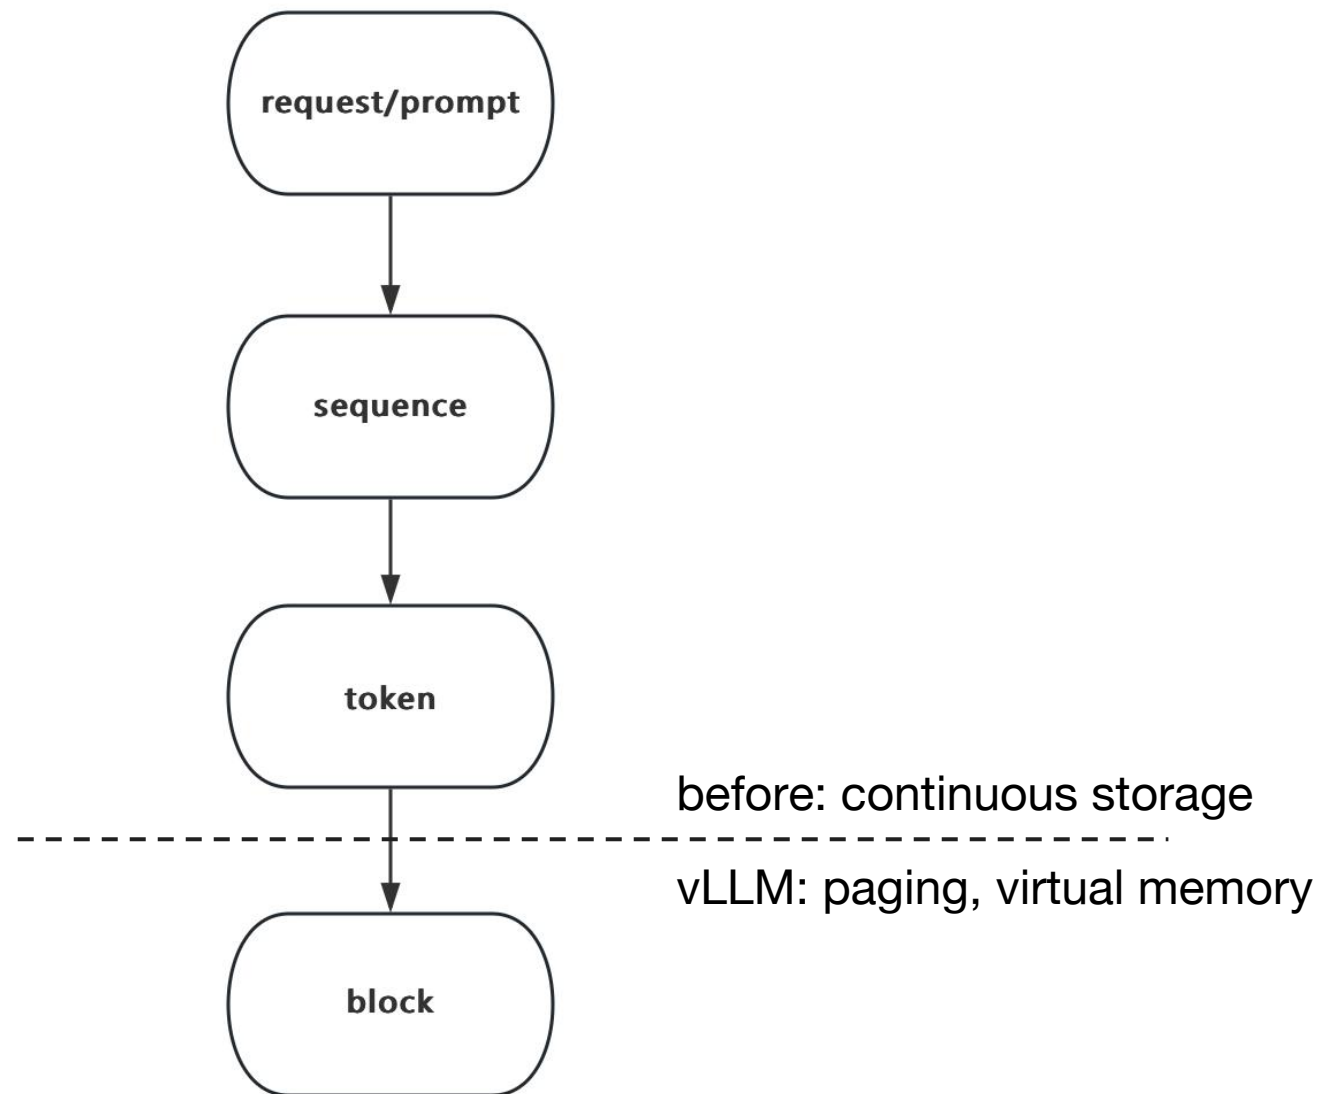 request/prompt
sequence
token
before: continuous storage
vLLM: paging, virtual memory
block